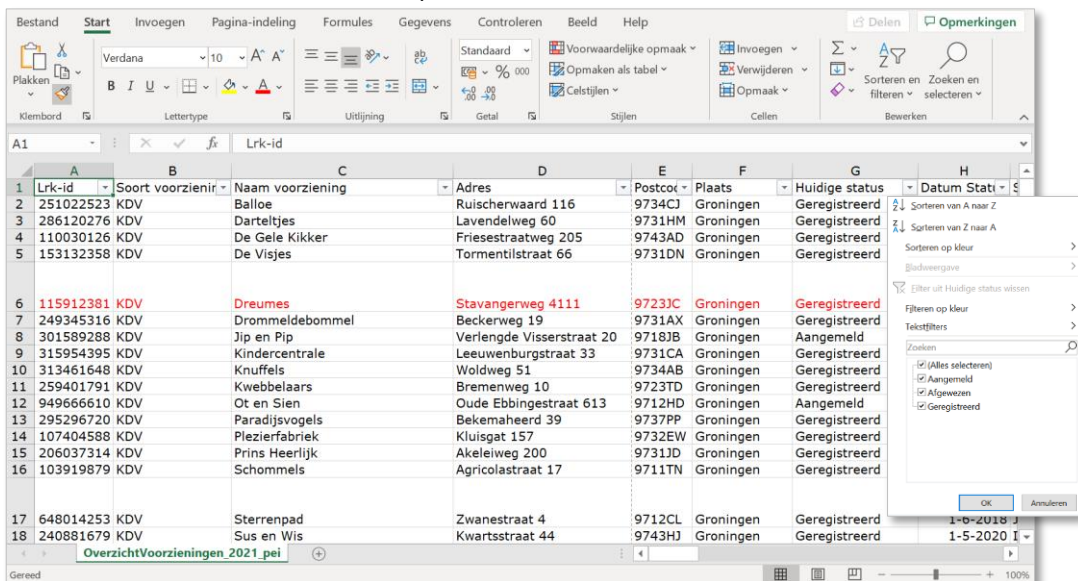 Bestand Start Invoegen Pagina-indeling Formules Gegevens Controleren Beeld Help Delen Opmerkingen
Verdana 10 A^ A˅ ab Standaard Voorwaardelijke opmaak Invoegen Σ A Z
Plakken B I U A % 000 Opmaken als tabel Verwijderen Sorteren en filteren Zoeken en selecteren
Celstijlen Opmaak
Klembord Lettertype Uitlijning Getal Stijlen Cellen Bewerken
A1 fx Lrk-id
A B C D E F G H
1 Lrk-id Soort voorzienin Naam voorziening Adres Postcod Plaats Huidige status Datum Statu S
2 251022523 KDV Balloe Ruischerwaard 116 9734CJ Groningen Geregistreerd
3 286120276 KDV Darteltjes Lavendelweg 60 9731HM Groningen Geregistreerd
4 110030126 KDV De Gele Kikker Friesestraatweg 205 9743AD Groningen Geregistreerd
5 153132358 KDV De Visjes Tormentilstraat 66 9731DN Groningen Geregistreerd
6 115912381 KDV Dreumes Stavangerweg 4111 9723JC Groningen Geregistreerd
7 249345316 KDV Drommeldebommel Beckerweg 19 9731AX Groningen Geregistreerd
8 301589288 KDV Jip en Pip Verlengde Visserstraat 20 9718JB Groningen Aangemeld
9 315954395 KDV Kindercentrale Leeuwenburgstraat 33 9731CA Groningen Geregistreerd
10 313461648 KDV Knuffels Woldweg 51 9734AB Groningen Geregistreerd
11 259401791 KDV Kwebbelaars Bremenweg 10 9723TD Groningen Geregistreerd
12 949666610 KDV Ot en Sien Oude Ebbingestraat 613 9712HD Groningen Aangemeld
13 295296720 KDV Paradijsvogels Bekemaheerd 39 9737PP Groningen Geregistreerd
14 107404588 KDV Plezierfabriek Kluisgat 157 9732EW Groningen Geregistreerd
15 206037314 KDV Prins Heerlijk Akeleiweg 200 9731JD Groningen Geregistreerd
16 103919879 KDV Schommels Agricolastraat 17 9711TN Groningen Geregistreerd
17 648014253 KDV Sterrenpad Zwanestraat 4 9712CL Groningen Geregistreerd 1-6-2018 J
18 240881679 KDV Sus en Wis Kwartsstraat 44 9743HJ Groningen Geregistreerd 1-5-2020 I
Sorteren van A naar Z
Sorteren van Z naar A
Sorteren op kleur
Bladweergave
Filter uit Huidige status wissen
Filteren op kleur
Tekstfilters
Zoeken
(Alles selecteren)
Aangemeld
Afgewezen
Geregistreerd
OK Annuleren
OverzichtVoorzieningen_2021_pei
Gereed 100%